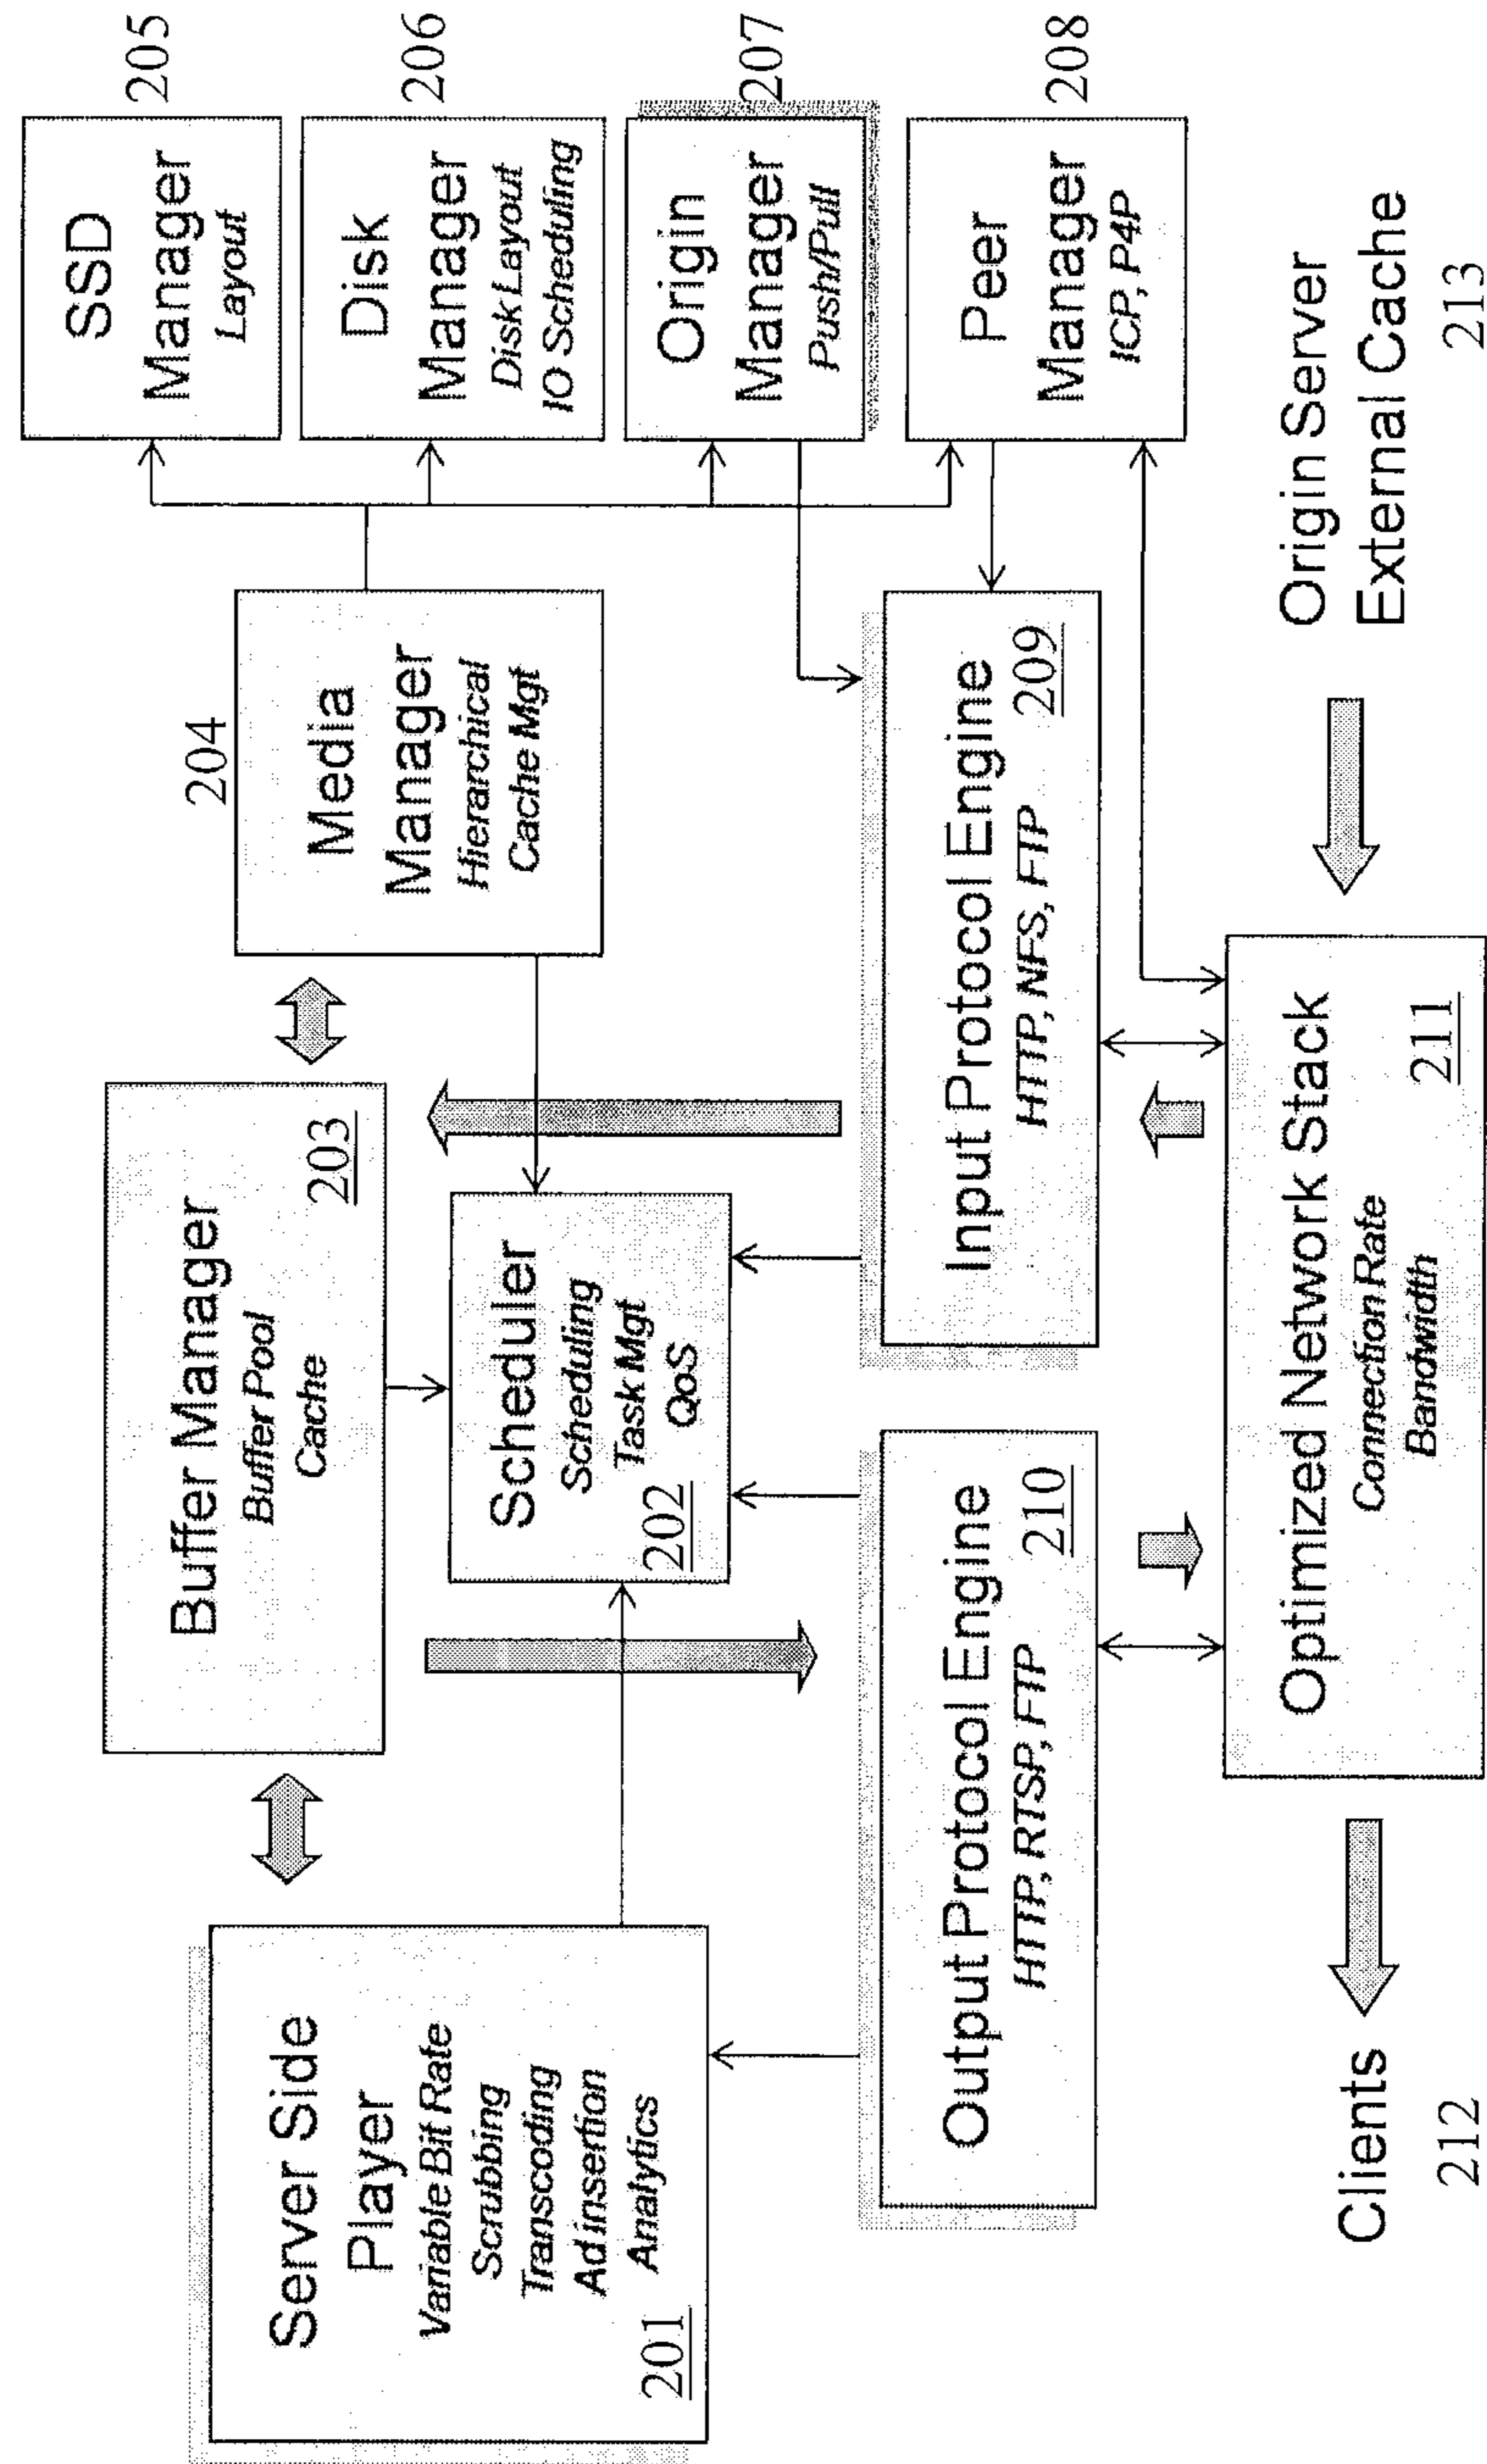 Server Side
Player
Variable Bit Rate
Scrubbing
Transcoding
Ad insertion
Analytics
201
Buffer Manager
Buffer Pool
Cache
203
204
Media
Manager
Hierarchical
Cache Mgt
SSD
Manager
Layout
205
Disk
Manager
Disk Layout
IO Scheduling
206
Origin
Manager
Push/Pull
207
Peer
Manager
ICP, P4P
208
Scheduler
Scheduling
Task Mgt
QoS
202
Output Protocol Engine
HTTP, RTSP, FTP
210
Input Protocol Engine
HTTP, NFS, FTP
209
Optimized Network Stack
Connection Rate
Bandwidth
211
Clients
212
Origin Server
External Cache
213